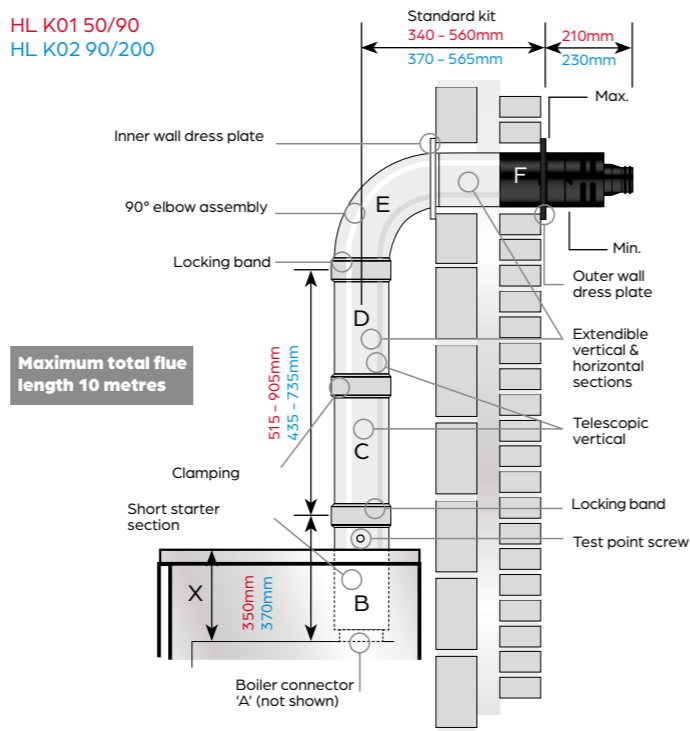 HL K01 50/90
HL K02 90/200
Standard kit
340 - 560mm
370 - 565mm
210mm
230mm
Max.
Inner wall dress plate
F
E
90° elbow assembly
Min.
Locking band
Outer wall
dress plate
D
Extendible
vertical &
horizontal
sections
Maximum total flue
length 10 metres
515 - 905mm
435 - 735mm
Telescopic
vertical
C
Clamping
Short starter
section
Locking band
Test point screw
X
350mm
370mm
B
Boiler connector
'A' (not shown)